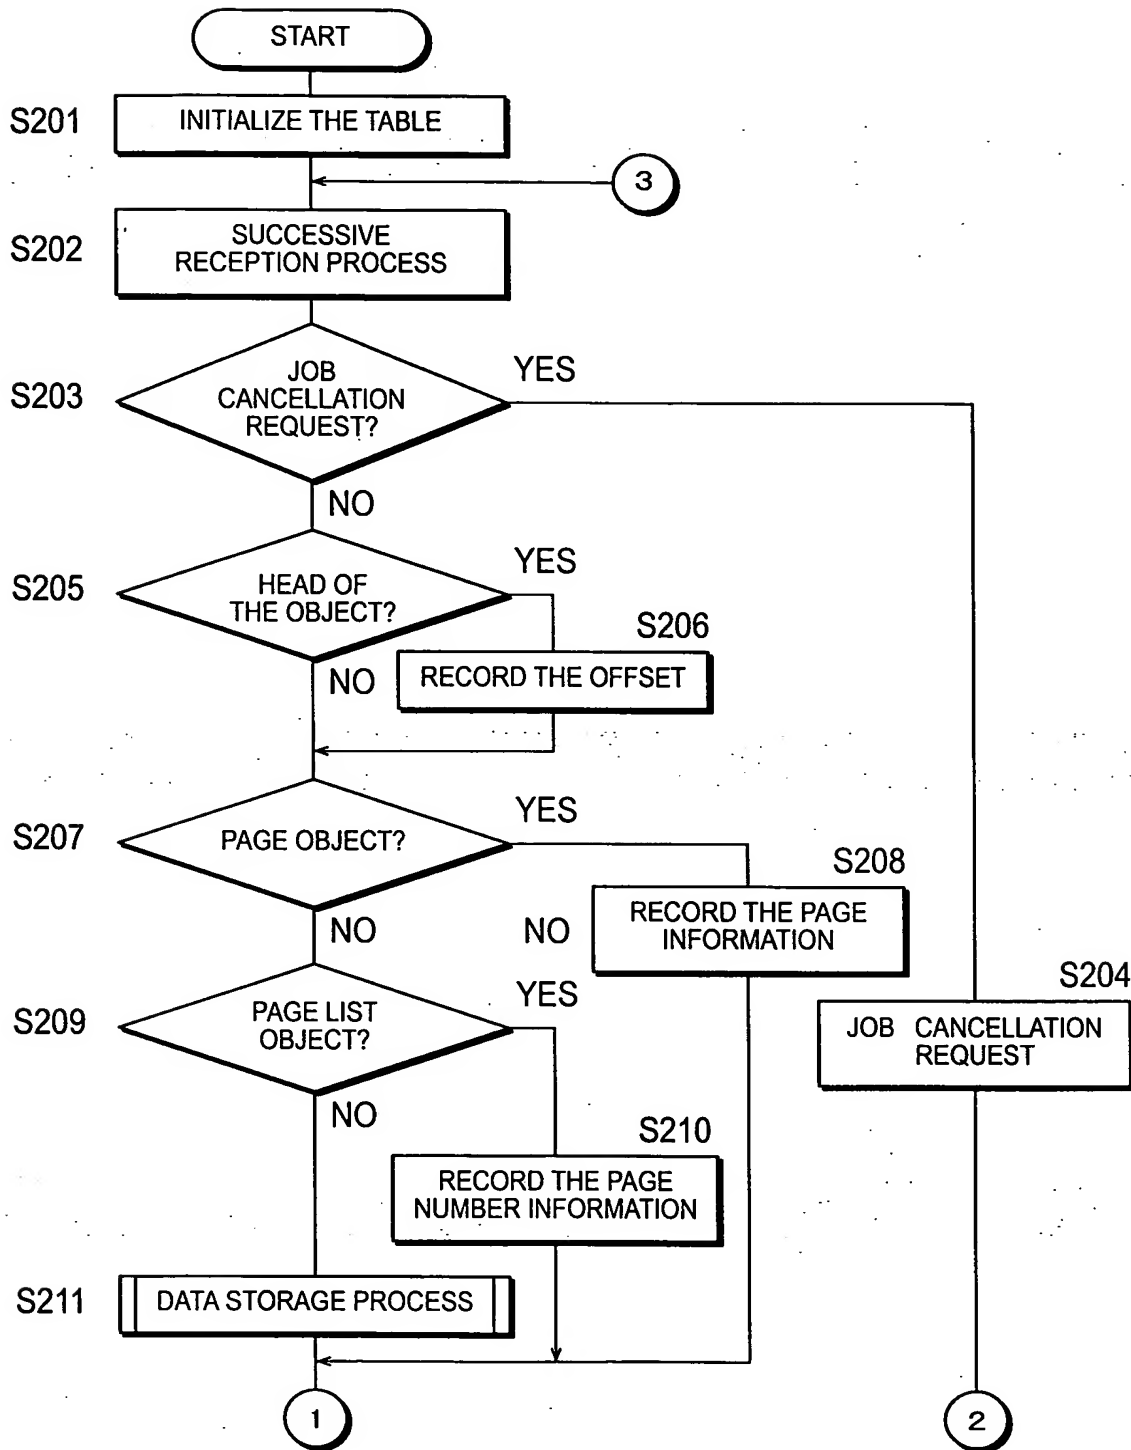 START
S201
INITIALIZE THE TABLE
3
S202
SUCCESSIVE
RECEPTION PROCESS
S203
JOB
CANCELLATION
REQUEST?
YES
NO
S205
HEAD OF
THE OBJECT?
YES
S206
NO
RECORD THE OFFSET
S207
PAGE OBJECT?
YES
S208
NO
NO
RECORD THE PAGE
INFORMATION
S209
PAGE LIST
OBJECT?
YES
S204
JOB CANCELLATION
REQUEST
NO
S210
RECORD THE PAGE
NUMBER INFORMATION
S211
DATA STORAGE PROCESS
1
2